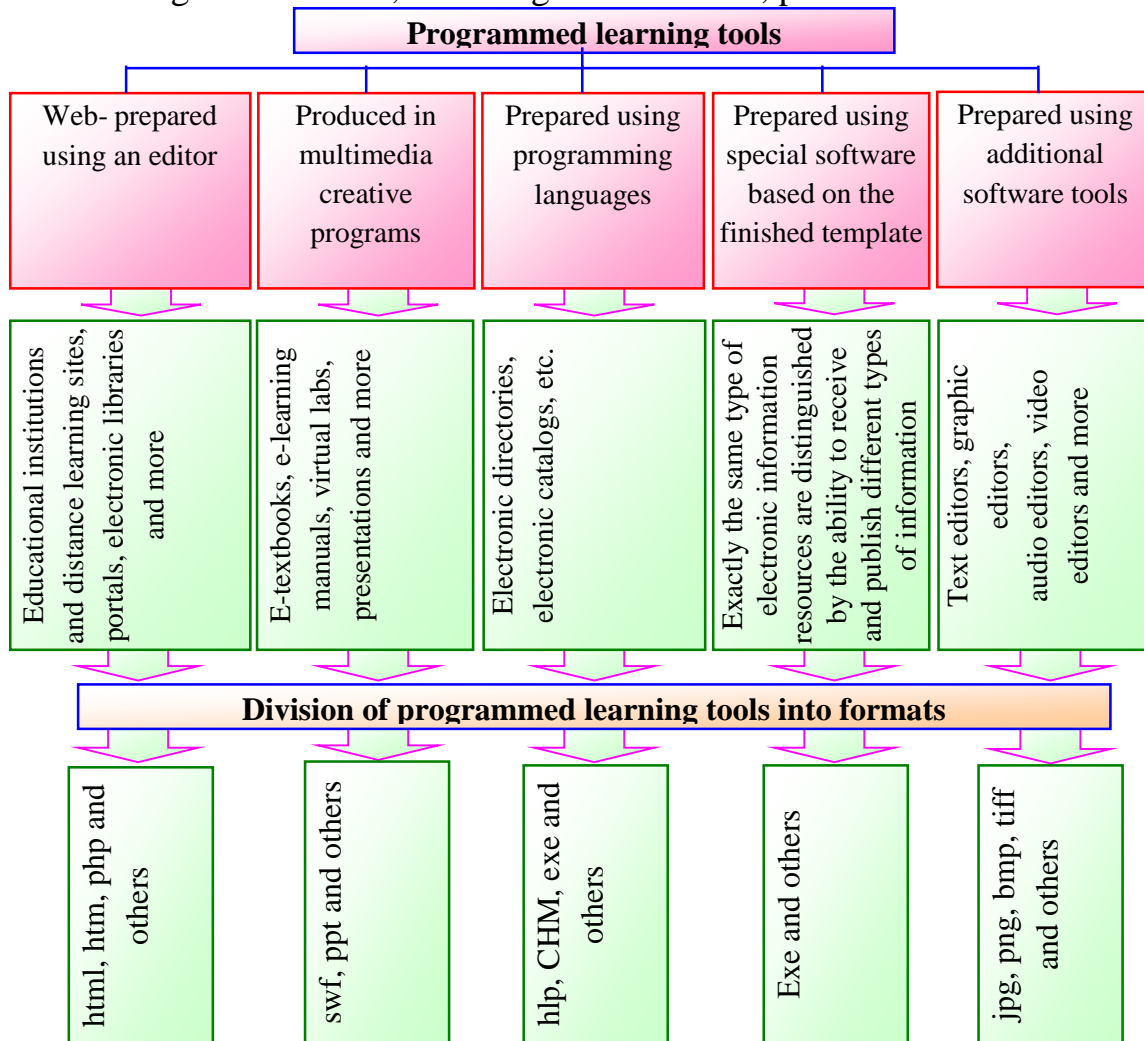 Programmed learning tools
Web- prepared
using an editor
Produced in
multimedia
creative
programs
Prepared using
programming
languages
Prepared using
special software
based on the
finished template
Prepared using
additional
software tools
Educational institutions
and distance learning sites,
portals, electronic libraries
and more
E-textbooks, e-learning
manuals, virtual labs,
presentations and more
Electronic directories,
electronic catalogs, etc.
Exactly the same type of
electronic information
resources are distinguished
by the ability to receive
and publish different types
of information
Text editors, graphic
editors,
audio editors, video
editors and more
Division of programmed learning tools into formats
html, htm, php and
others
swf, ppt and others
hlp, CHM, exe and
others
Exe and others
jpg, png, bmp, tiff
and others